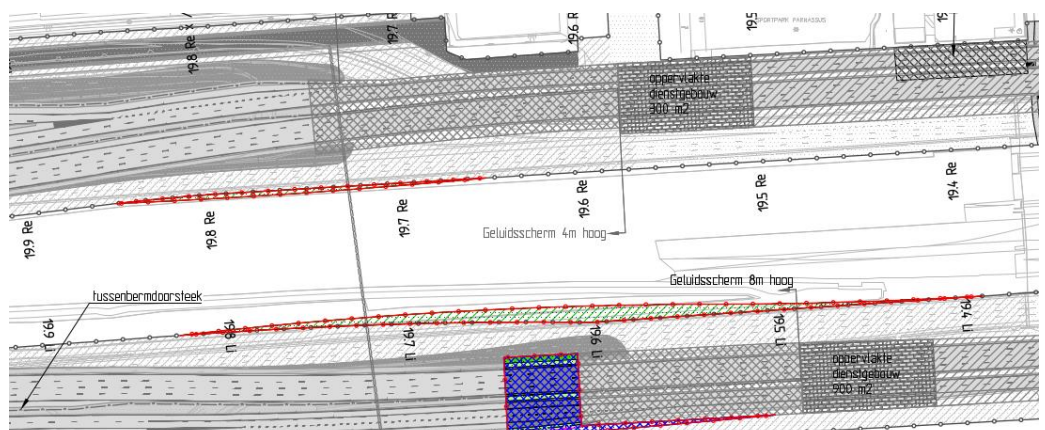 SPORTPARK PARNASSUS
19.8 Re x
19.7 Re
19.6 Re
19.5
19.
oppervlakte
dienstgebouw
900 m2
19.9 Re
19.8 Re
19.7 Re
19.6 Re
19.5 Re
19.4 Re
Geluidsscherm 4m hoog
Geluidsscherm 8m hoog
tussenbermdoorsteek
19.9 Li
19.8 Li
19.7 Li
19.6 Li
19.5 Li
19.4 Li
oppervlakte
dienstgebouw
900 m2